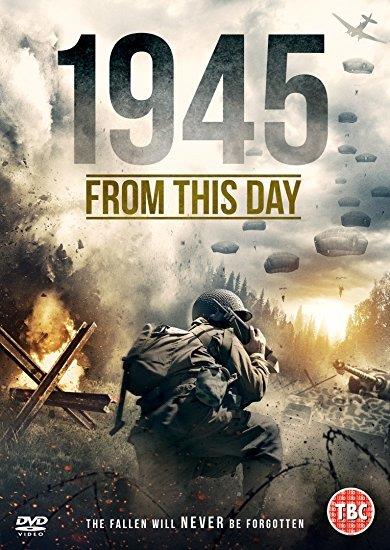 1945
FROM THIS DAY
DVD
VIDEO
THE FALLEN WILL NEVER BE FORGOTTEN
TBC